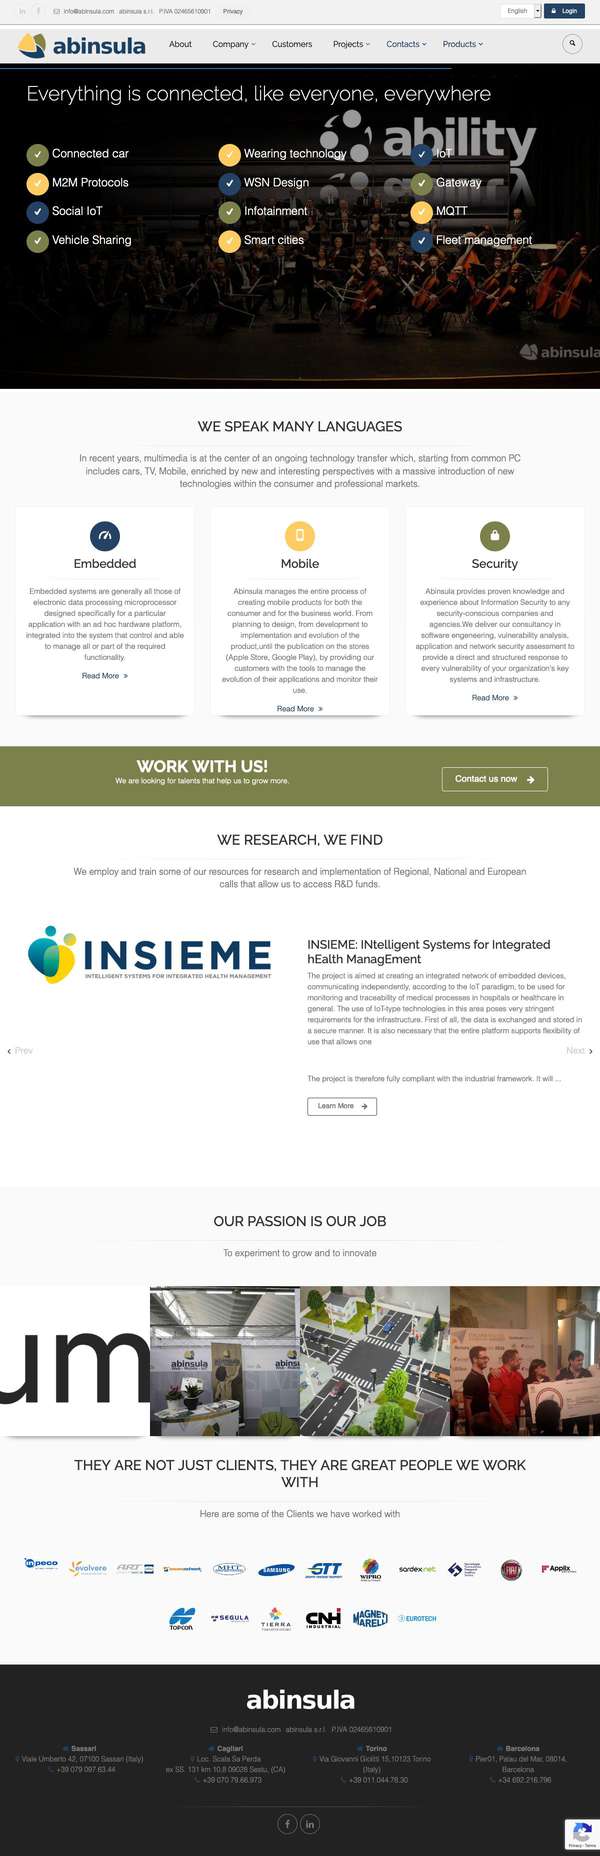 info@abinsula.com abinsula s.r.l. P.IVA 02465610901 Privacy English Login
abinsula About Company Customers Projects Contacts Products
Everything is connected, like everyone, everywhere
ability
Connected car Wearing technology IoT
M2M Protocols WSN Design Gateway
Social IoT Infotainment MQTT
Vehicle Sharing Smart cities Fleet management
abinsula
WE SPEAK MANY LANGUAGES
In recent years, multimedia is at the center of an ongoing technology transfer which, starting from common PC
includes cars, TV, Mobile, enriched by new and interesting perspectives with a massive introduction of new
technologies within the consumer and professional markets.
Embedded
Embedded systems are generally all those of
electronic data processing microprocessor
designed specifically for a particular
application with an ad hoc hardware platform,
integrated into the system that control and able
to manage all or part of the required
functionality.
Read More »
Mobile
Abinsula manages the entire process of
creating mobile products for both the
consumer and for the business world. From
planning to design, from development to
implementation and evolution of the
product,until the publication on the stores
(Apple Store, Google Play), by providing our
customers with the tools to manage the
evolution of their applications and monitor their
use.
Read More »
Security
Abinsula provides proven knowledge and
experience about Information Security to any
security-conscious companies and
agencies.We deliver our consultancy in
software engeneering, vulnerability analysis,
application and network security assessment to
provide a direct and structured response to
every vulnerability of your organization's key
systems and infrastructure.
Read More »
WORK WITH US!
We are looking for talents that help us to grow more.
Contact us now
WE RESEARCH, WE FIND
We employ and train some of our resources for research and implementation of Regional, National and European
calls that allow us to access R&D funds.
INSIEME
INTELLIGENT SYSTEMS FOR INTEGRATED HEALTH MANAGEMENT
INSIEME: INtelligent Systems for Integrated
hEalth ManagEment
The project is aimed at creating an integrated network of embedded devices,
communicating independently, according to the IoT paradigm, to be used for
monitoring and traceability of medical processes in hospitals or healthcare in
general. The use of IoT-type technologies in this area poses very stringent
requirements for the infrastructure. First of all, the data is exchanged and stored in
a secure manner. It is also necessary that the entire platform supports flexibility of
use that allows one
Prev
Next
The project is therefore fully compliant with the industrial framework. It will ...
Learn More
OUR PASSION IS OUR JOB
To experiment to grow and to innovate
um
abinsula abinsula
THEY ARE NOT JUST CLIENTS, THEY ARE GREAT PEOPLE WE WORK
WITH
Here are some of the Clients we have worked with
inpeco evolvere ART SAMSUNG GTT WIPRO sardex.net FIAT Applix
TOPCON SEGULA TIERRA CNH INDUSTRIAL MAGNETI MARELLI EUROTECH
abinsula
info@abinsula.com abinsula s.r.l. P.IVA 02465610901
Sassari
Viale Umberto 42, 07100 Sassari (Italy)
+39 079 097.63.44
Cagliari
Loc. Scala Sa Perda
ex SS. 131 km 10,8 09028 Sestu, (CA)
+39 070 79.66.973
Torino
Via Giovanni Giolitti 15,10123 Torino
(Italy)
+39 011.044.78.30
Barcelona
Pier01, Palau del Mar, 08014,
Barcelona
+34 692.216.796
Privacy - Terms